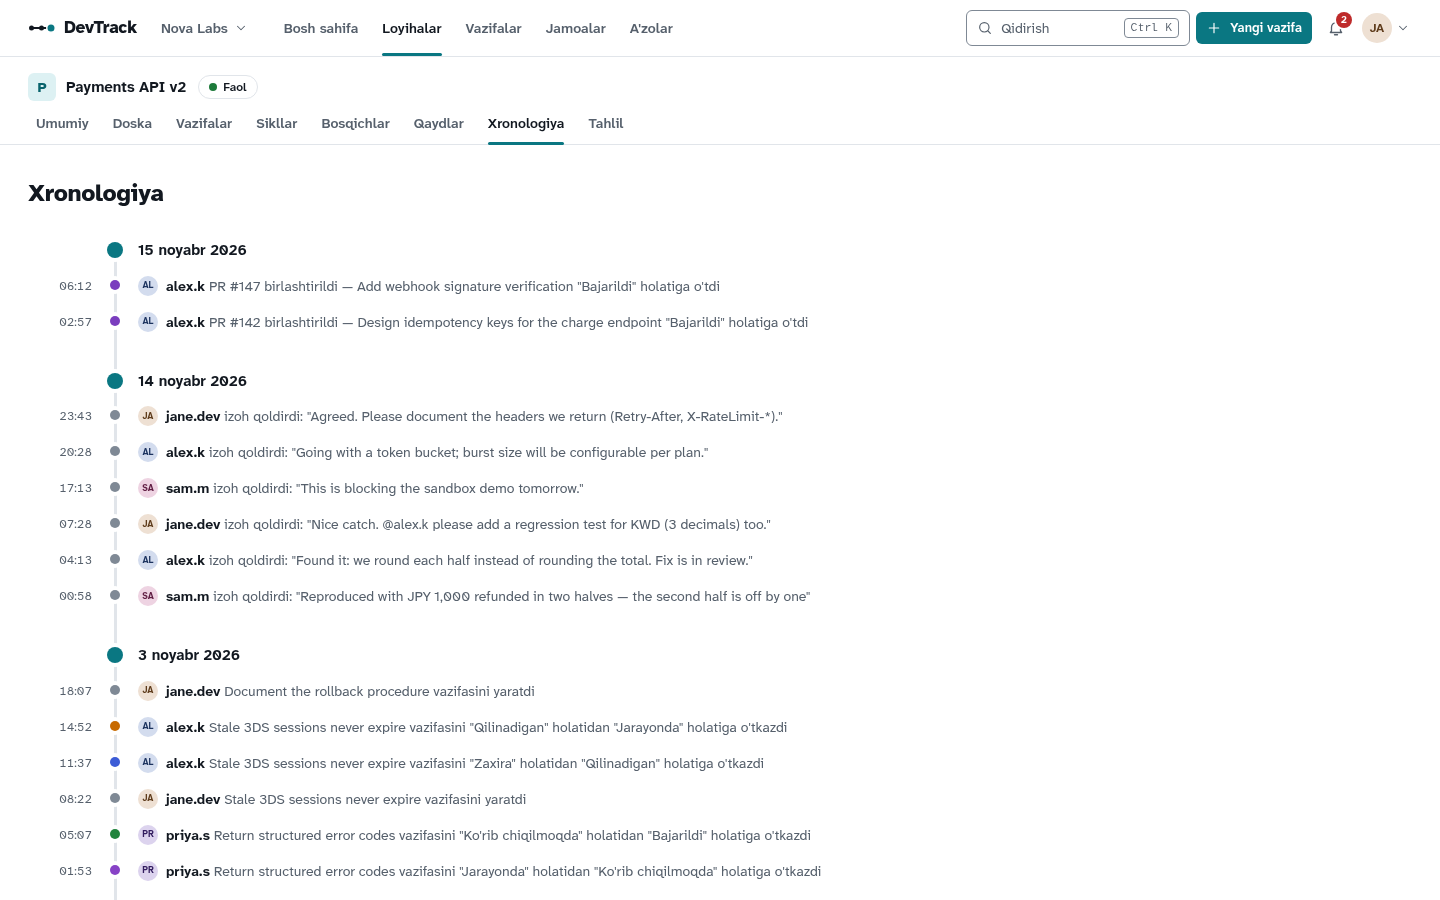 DevTrack Nova Labs Bosh sahifa Loyihalar Vazifalar Jamoalar A'zolar Qidirish Ctrl K Yangi vazifa 2 JA
P Payments API v2 Faol
Umumiy Doska Vazifalar Sikllar Bosqichlar Qaydlar Xronologiya Tahlil
Xronologiya
15 noyabr 2026
06:12 AL alex.k PR #147 birlashtirildi — Add webhook signature verification "Bajarildi" holatiga o'tdi
02:57 AL alex.k PR #142 birlashtirildi — Design idempotency keys for the charge endpoint "Bajarildi" holatiga o'tdi
14 noyabr 2026
23:43 JA jane.dev izoh qoldirdi: "Agreed. Please document the headers we return (Retry-After, X-RateLimit-*)."
20:28 AL alex.k izoh qoldirdi: "Going with a token bucket; burst size will be configurable per plan."
17:13 SA sam.m izoh qoldirdi: "This is blocking the sandbox demo tomorrow."
07:28 JA jane.dev izoh qoldirdi: "Nice catch. @alex.k please add a regression test for KWD (3 decimals) too."
04:13 AL alex.k izoh qoldirdi: "Found it: we round each half instead of rounding the total. Fix is in review."
00:58 SA sam.m izoh qoldirdi: "Reproduced with JPY 1,000 refunded in two halves — the second half is off by one"
3 noyabr 2026
18:07 JA jane.dev Document the rollback procedure vazifasini yaratdi
14:52 AL alex.k Stale 3DS sessions never expire vazifasini "Qilinadigan" holatidan "Jarayonda" holatiga o'tkazdi
11:37 AL alex.k Stale 3DS sessions never expire vazifasini "Zaxira" holatidan "Qilinadigan" holatiga o'tkazdi
08:22 JA jane.dev Stale 3DS sessions never expire vazifasini yaratdi
05:07 PR priya.s Return structured error codes vazifasini "Ko'rib chiqilmoqda" holatidan "Bajarildi" holatiga o'tkazdi
01:53 PR priya.s Return structured error codes vazifasini "Jarayonda" holatidan "Ko'rib chiqilmoqda" holatiga o'tkazdi